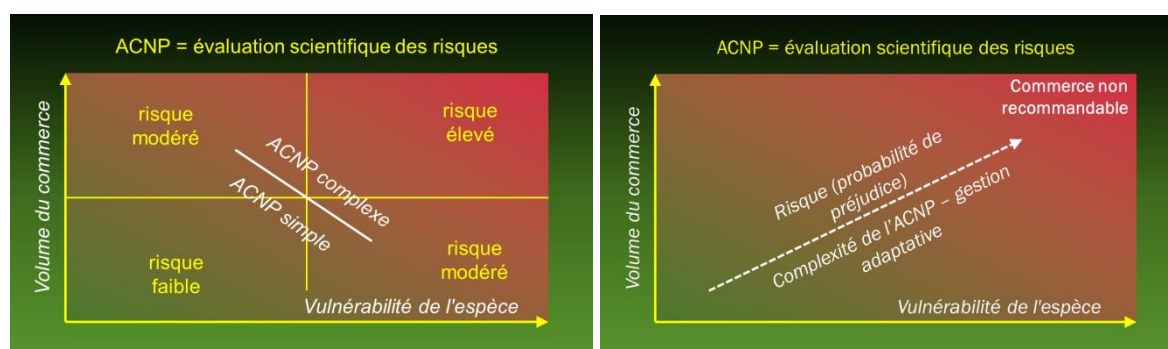 ACNP = évaluation scientifique des risques
Volume du commerce
risque
modéré
risque
élevé
ACNP complexe
ACNP simple
risque
faible
risque
modéré
Vulnérabilité de l'espèce
ACNP = évaluation scientifique des risques
Volume du commerce
Commerce non
recommandable
Risque (probabilité de
préjudice)
Complexité de l'ACNP – gestion
adaptative
Vulnérabilité de l'espèce